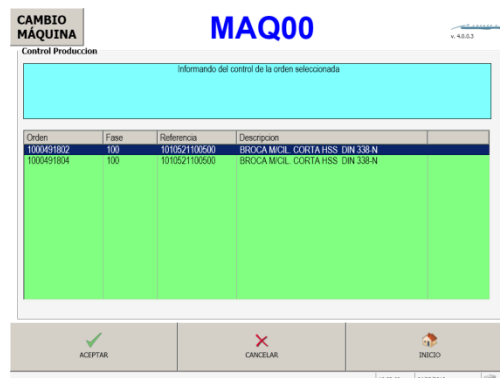 CAMBIO
MÁQUINA
MAQ00
v. 4.0.0.3
Control Produccion
Informando del control de la orden seleccionada
Orden Fase Referencia Descripcion
1000491802 100 1010521100500 BROCA M/CIL. CORTA HSS DIN 338-N
1000491804 100 1010521100500 BROCA M/CIL. CORTA HSS DIN 338-N
ACEPTAR CANCELAR INICIO